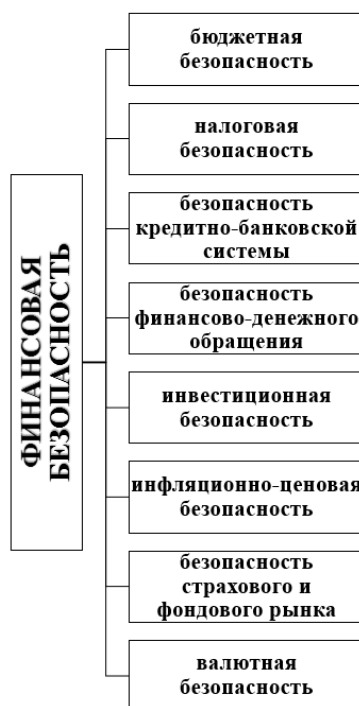 ФИНАНСОВАЯ
БЕЗОПАСНОСТЬ
бюджетная
безопасность
налоговая
безопасность
безопасность
кредитно-банковской
системы
безопасность
финансово-денежного
обращения
инвестиционная
безопасность
инфляционно-ценовая
безопасность
безопасность
страхового и
фондового рынка
валютная
безопасность